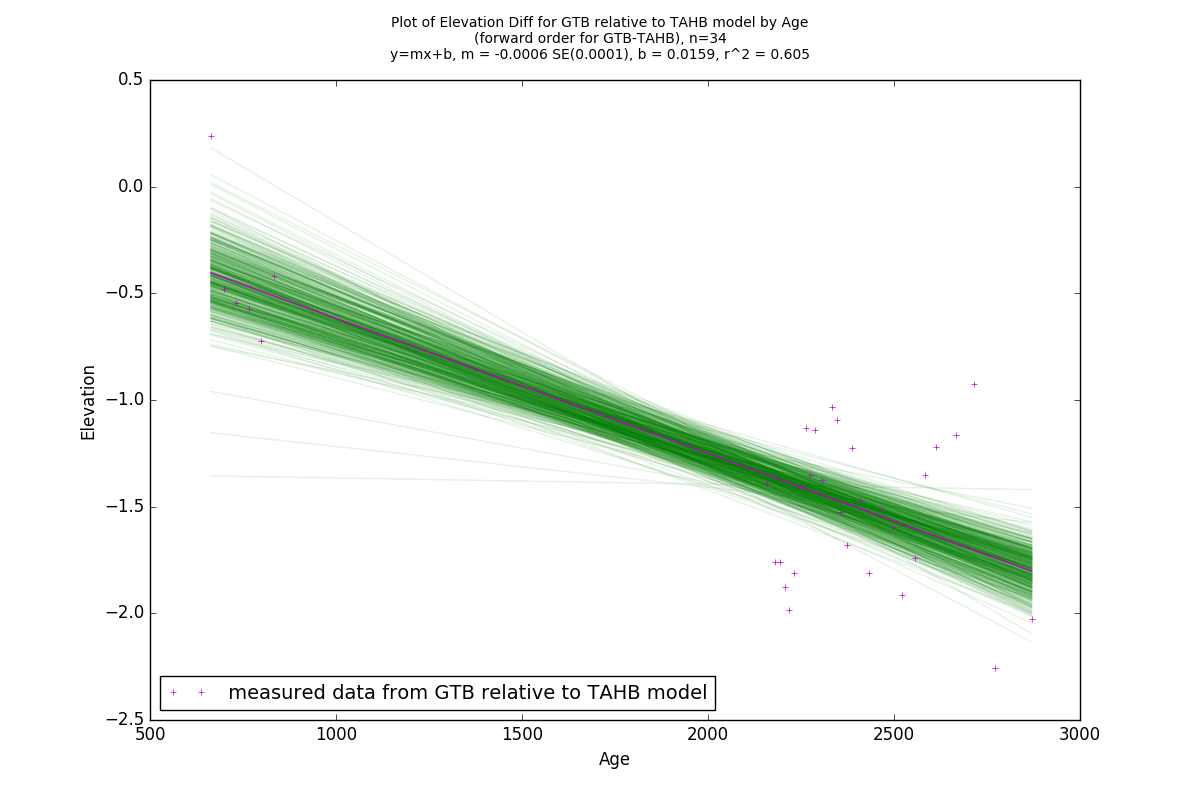 Plot of Elevation Diff for GTB relative to TAHB model by Age
(forward order for GTB-TAHB), n=34
y=mx+b, m = -0.0006 SE(0.0001), b = 0.0159, r^2 = 0.605
0.5
0.0
−0.5
−1.0
−1.5
−2.0
−2.5
Elevation
measured data from GTB relative to TAHB model
500 1000 1500 2000 2500 3000
Age